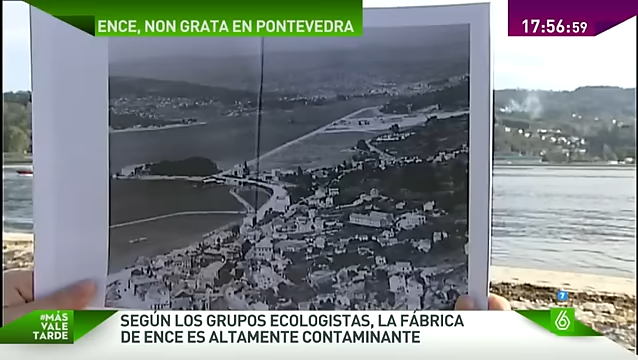 ENCE, NON GRATA EN PONTEVEDRA
17:56:59
#MÁS
VALE
TARDE
SEGÚN LOS GRUPOS ECOLOGISTAS, LA FÁBRICA
DE ENCE ES ALTAMENTE CONTAMINANTE
7
6